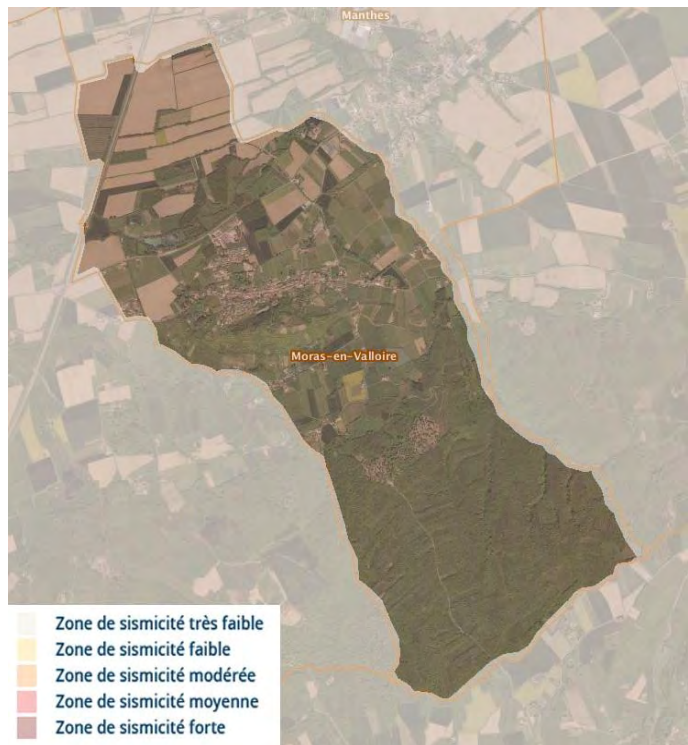 Manthes
Moras-en-Valloire
Zone de sismicité très faible
Zone de sismicité faible
Zone de sismicité modérée
Zone de sismicité moyenne
Zone de sismicité forte